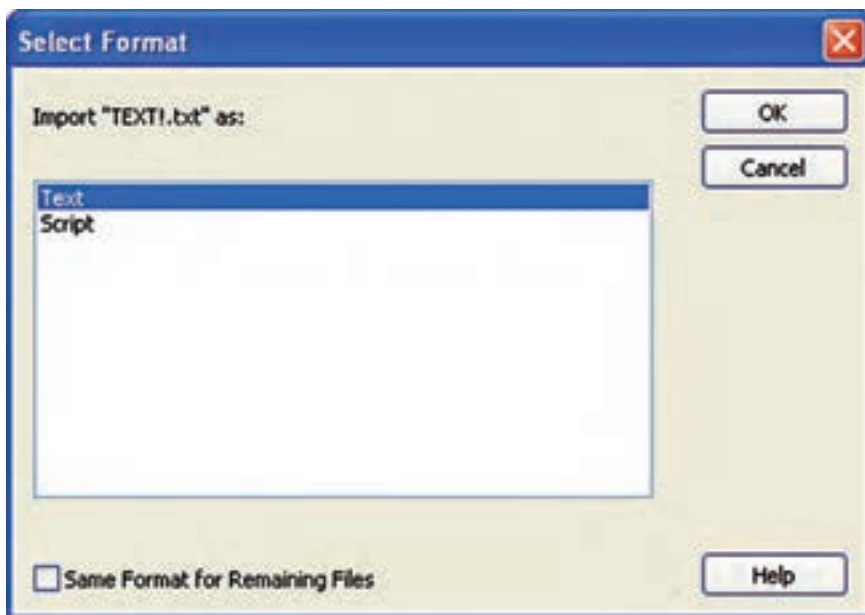 Select Format
Import "TEXT!.txt" as:
OK
Cancel
Text
Script
Same Format for Remaining Files
Help